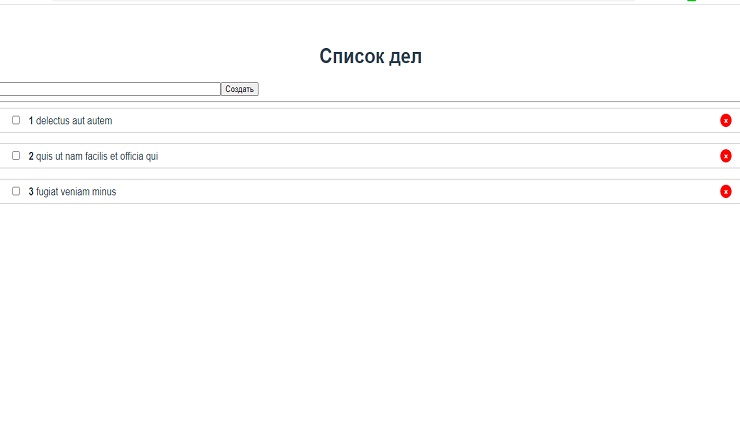 Список дел
Создать
1 delectus aut autem x
2 quis ut nam facilis et officia qui x
3 fugiat veniam minus x